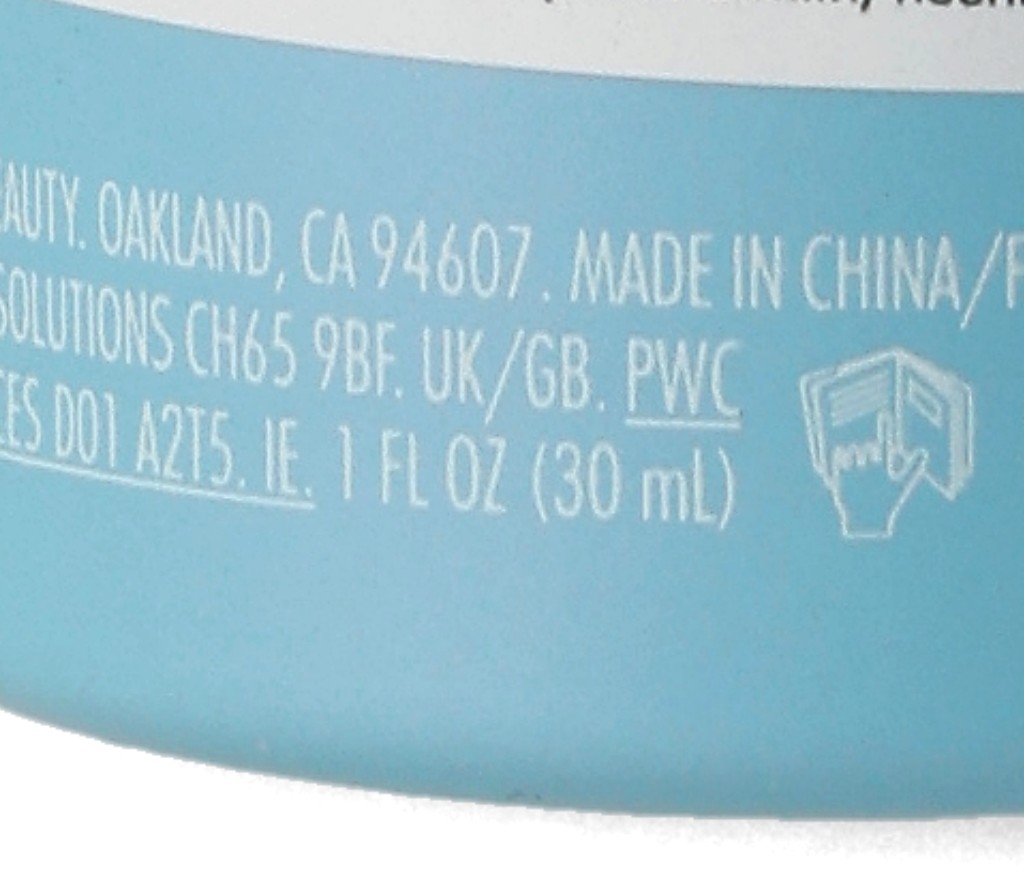 EAUTY. OAKLAND, CA 94607. MADE IN CHINA/F
SOLUTIONS CH65 9BF. UK/GB. PWC
CES D01 A2T5. IE. 1 FL OZ (30 mL)